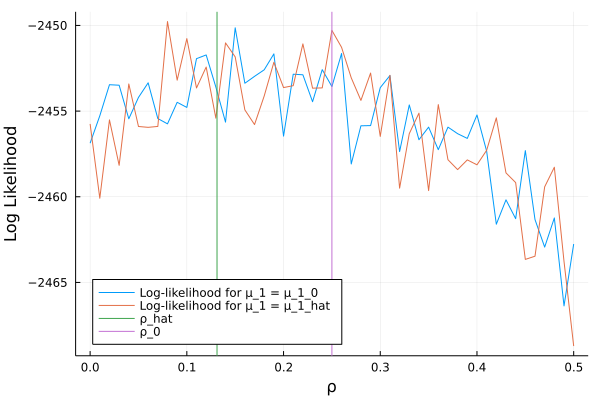 −2450
−2455
−2460
−2465
Log Likelihood
Log-likelihood for μ_1 = μ_1_0
Log-likelihood for μ_1 = μ_1_hat
ρ_hat
ρ_0
0.0 0.1 0.2 0.3 0.4 0.5
ρ